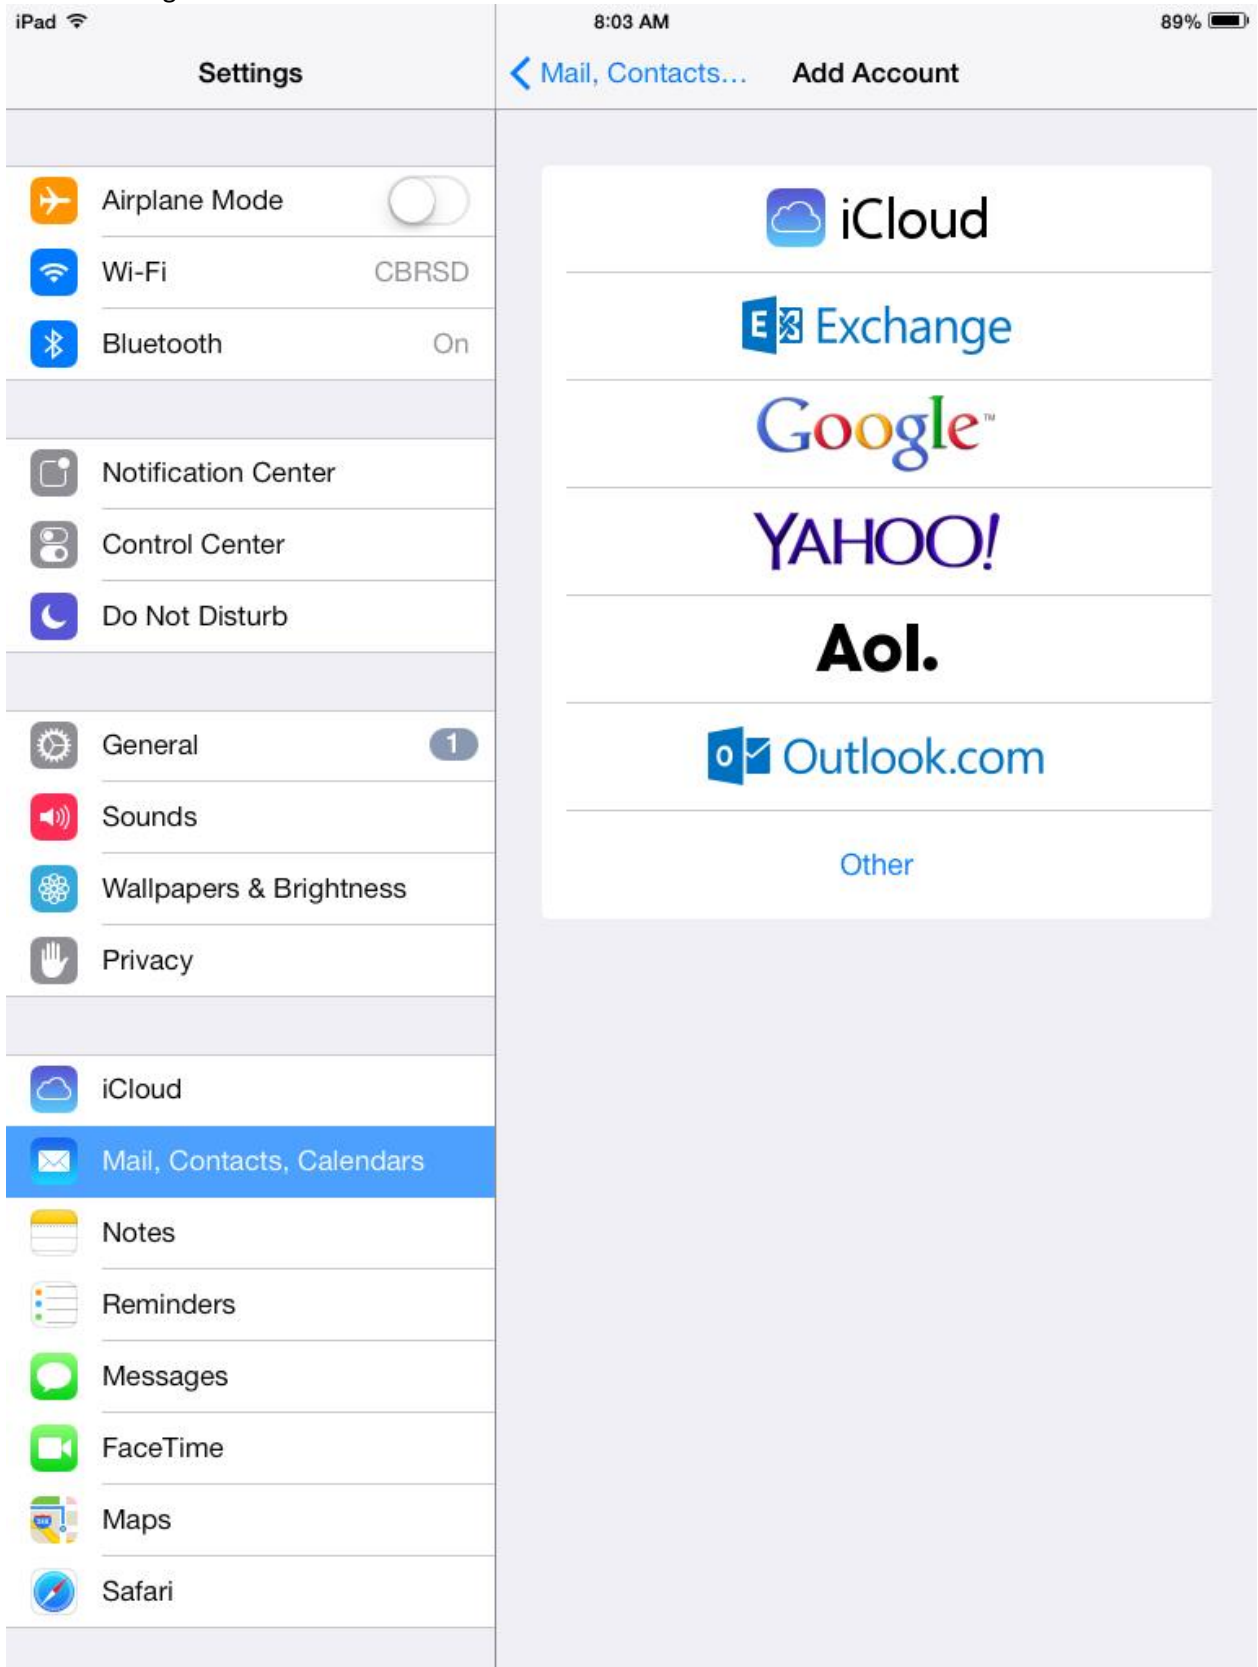 iPad 8:03 AM 89%
Settings
Mail, Contacts... Add Account
Airplane Mode
Wi-Fi CBRSD
Bluetooth On
Notification Center
Control Center
Do Not Disturb
General 1
Sounds
Wallpapers & Brightness
Privacy
iCloud
Mail, Contacts, Calendars
Notes
Reminders
Messages
FaceTime
Maps
Safari
iCloud
E Exchange
Google™
YAHOO!
Aol.
o Outlook.com
Other